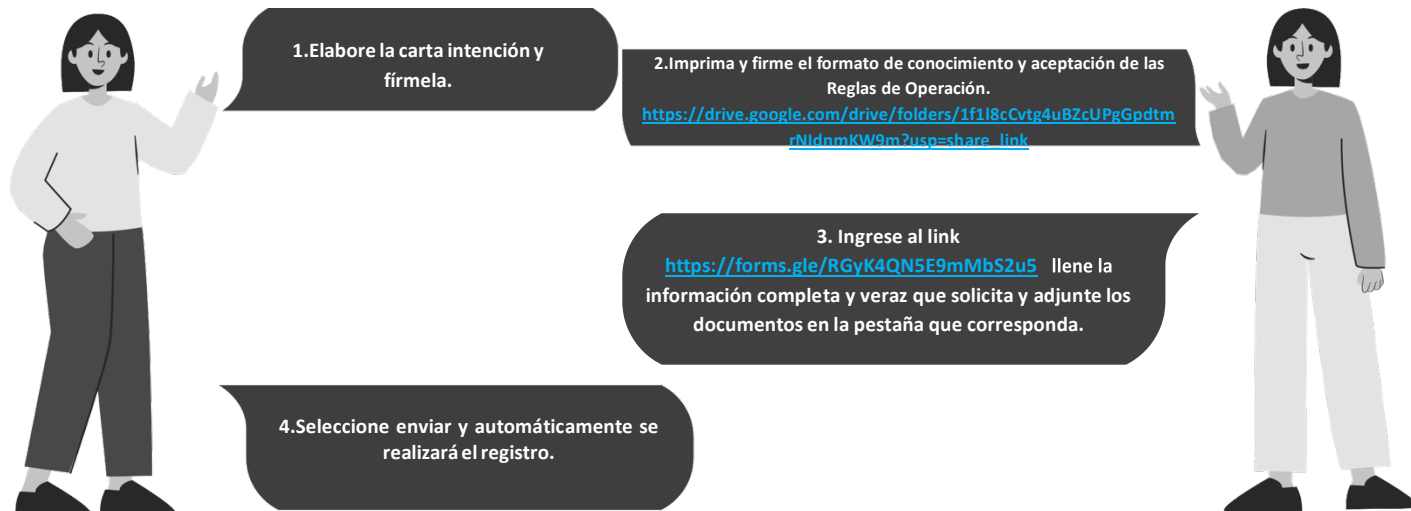 1.Elabore la carta intención y
fírmela.
2.Imprima y firme el formato de conocimiento y aceptación de las
Reglas de Operación.
https://drive.google.com/drive/folders/1f1l8cCvtg4uBZcUPgGpdtm
rNIdnmKW9m?usp=share_link
3. Ingrese al link
https://forms.gle/RGyK4QN5E9mMbS2u5 llene la
información completa y veraz que solicita y adjunte los
documentos en la pestaña que corresponda.
4.Seleccione enviar y automáticamente se
realizará el registro.